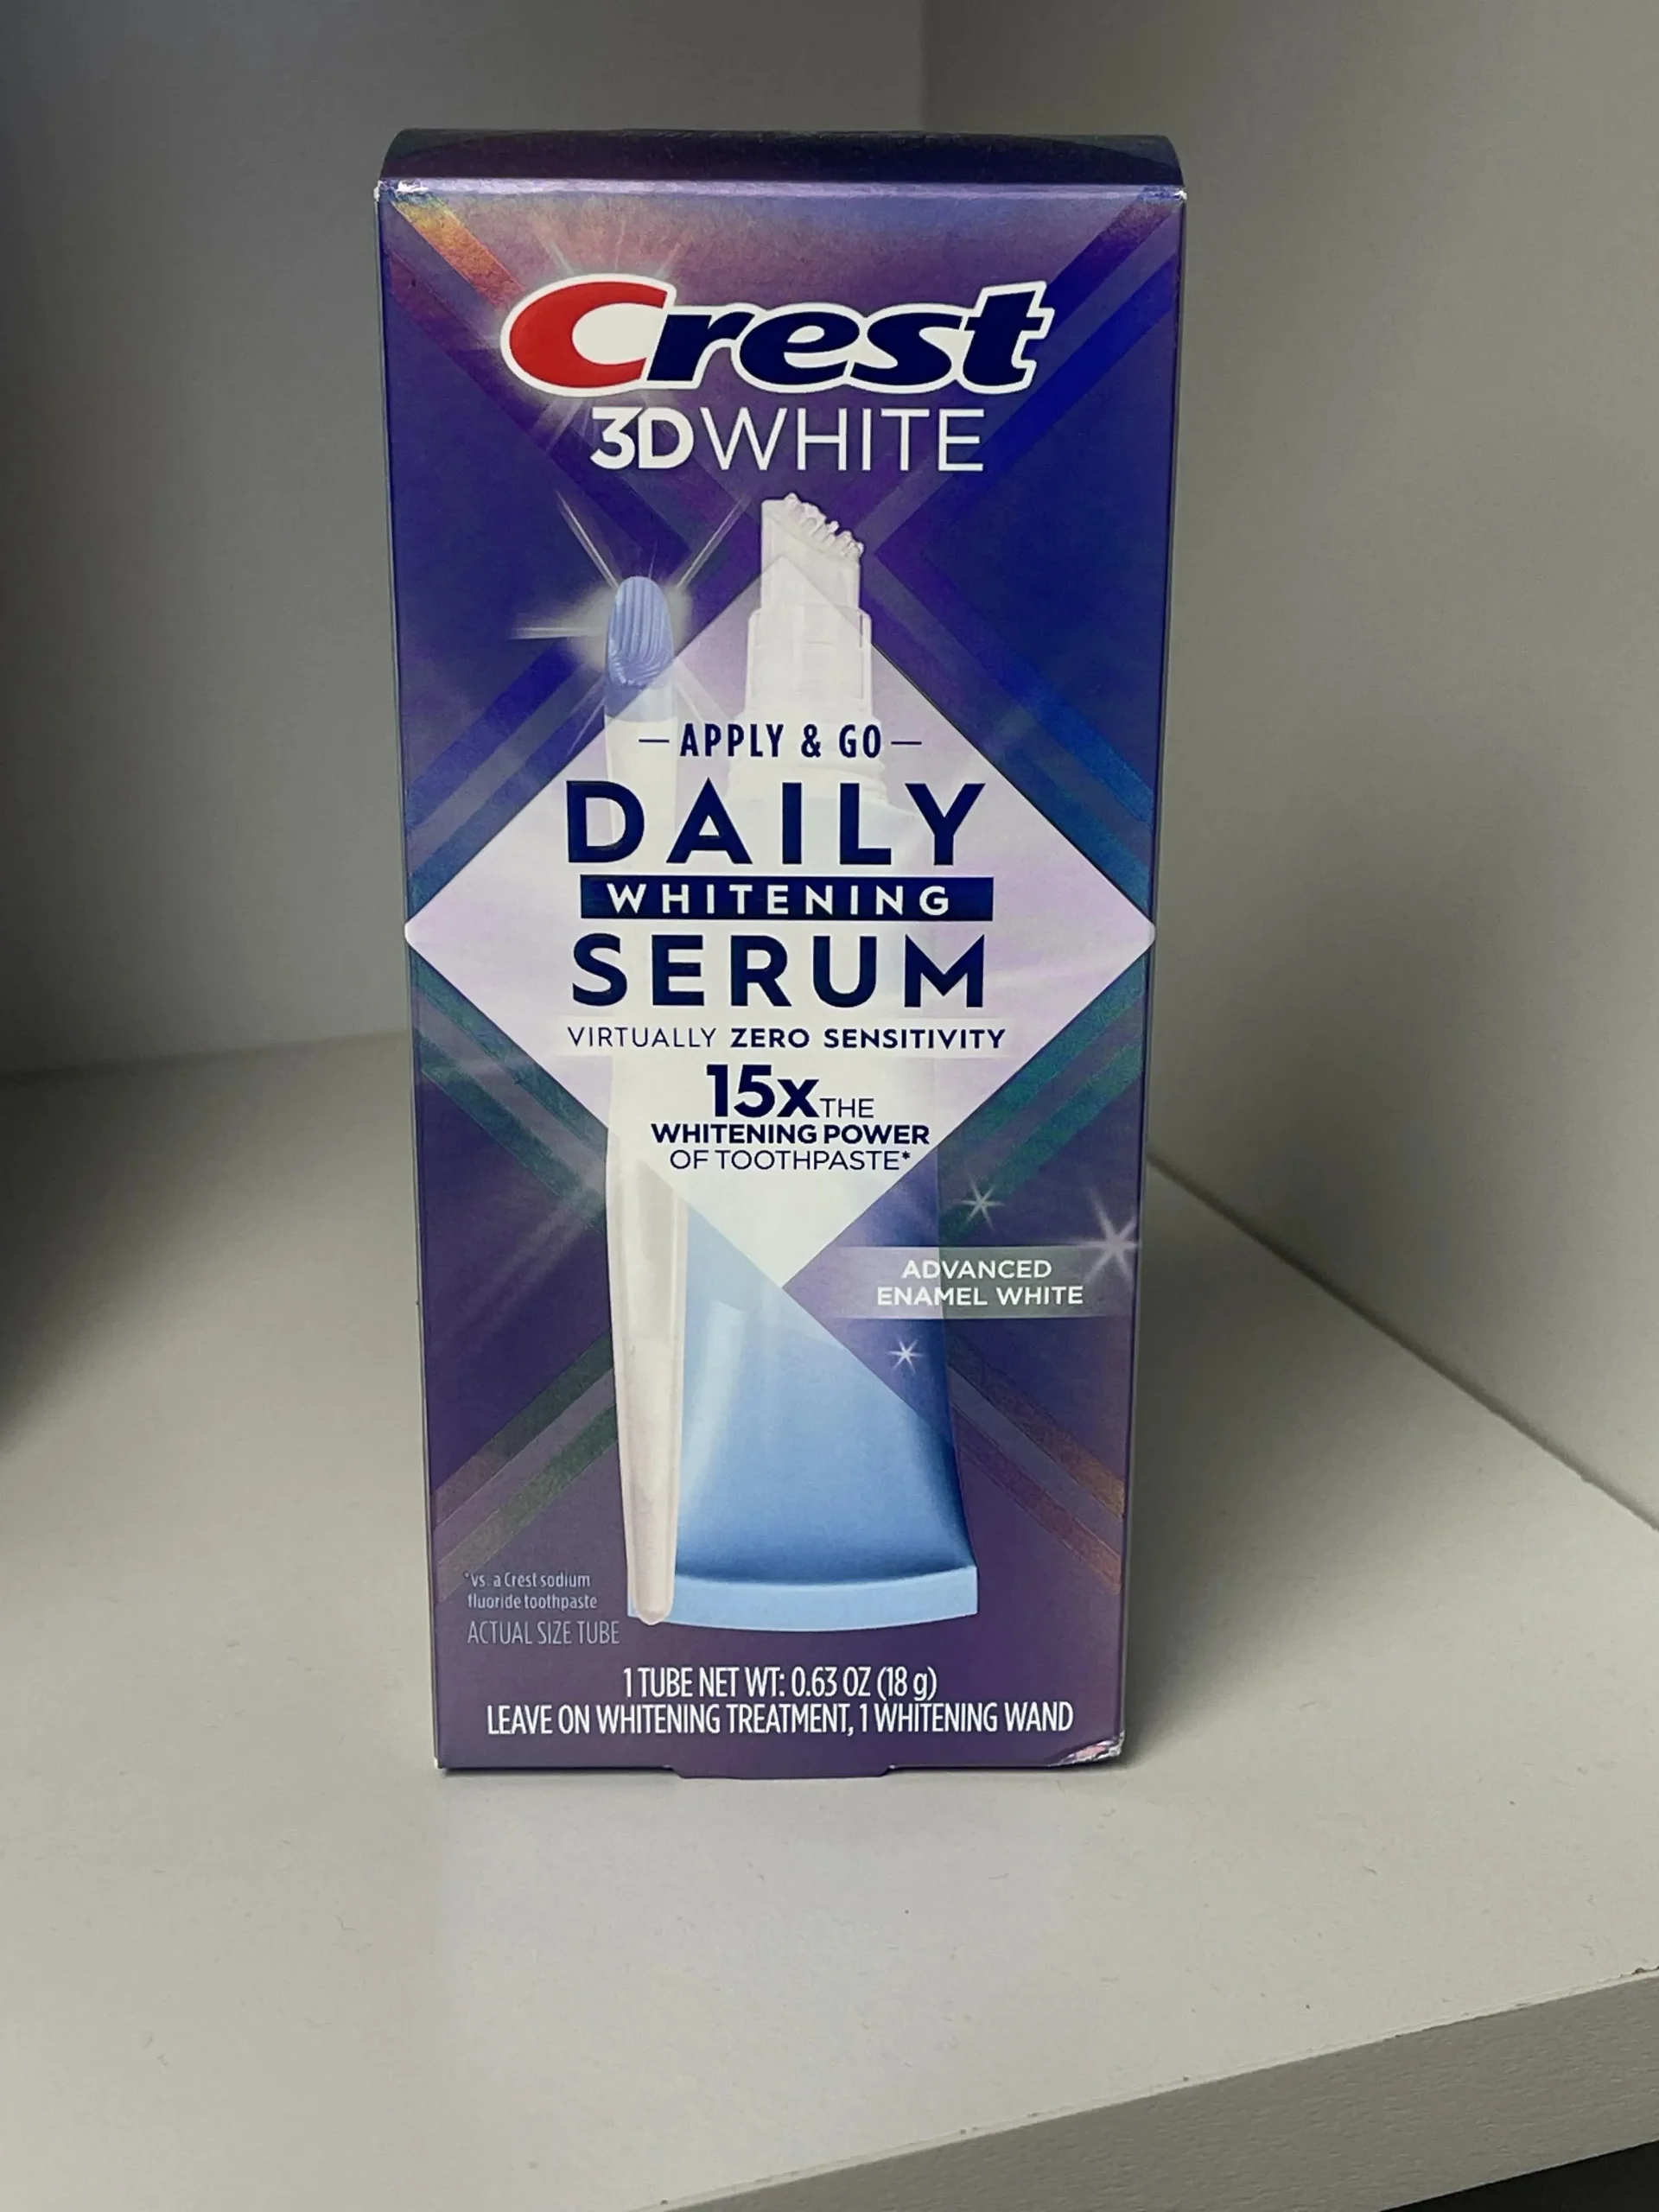 Crest
3DWHITE
— APPLY & GO —
DAILY
WHITENING
SERUM
VIRTUALLY ZERO SENSITIVITY
15x THE
WHITENING POWER
OF TOOTHPASTE*
ADVANCED
ENAMEL WHITE
*vs. a Crest sodium
fluoride toothpaste
ACTUAL SIZE TUBE
1 TUBE NET WT: 0.63 OZ (18 g)
LEAVE ON WHITENING TREATMENT, 1 WHITENING WAND